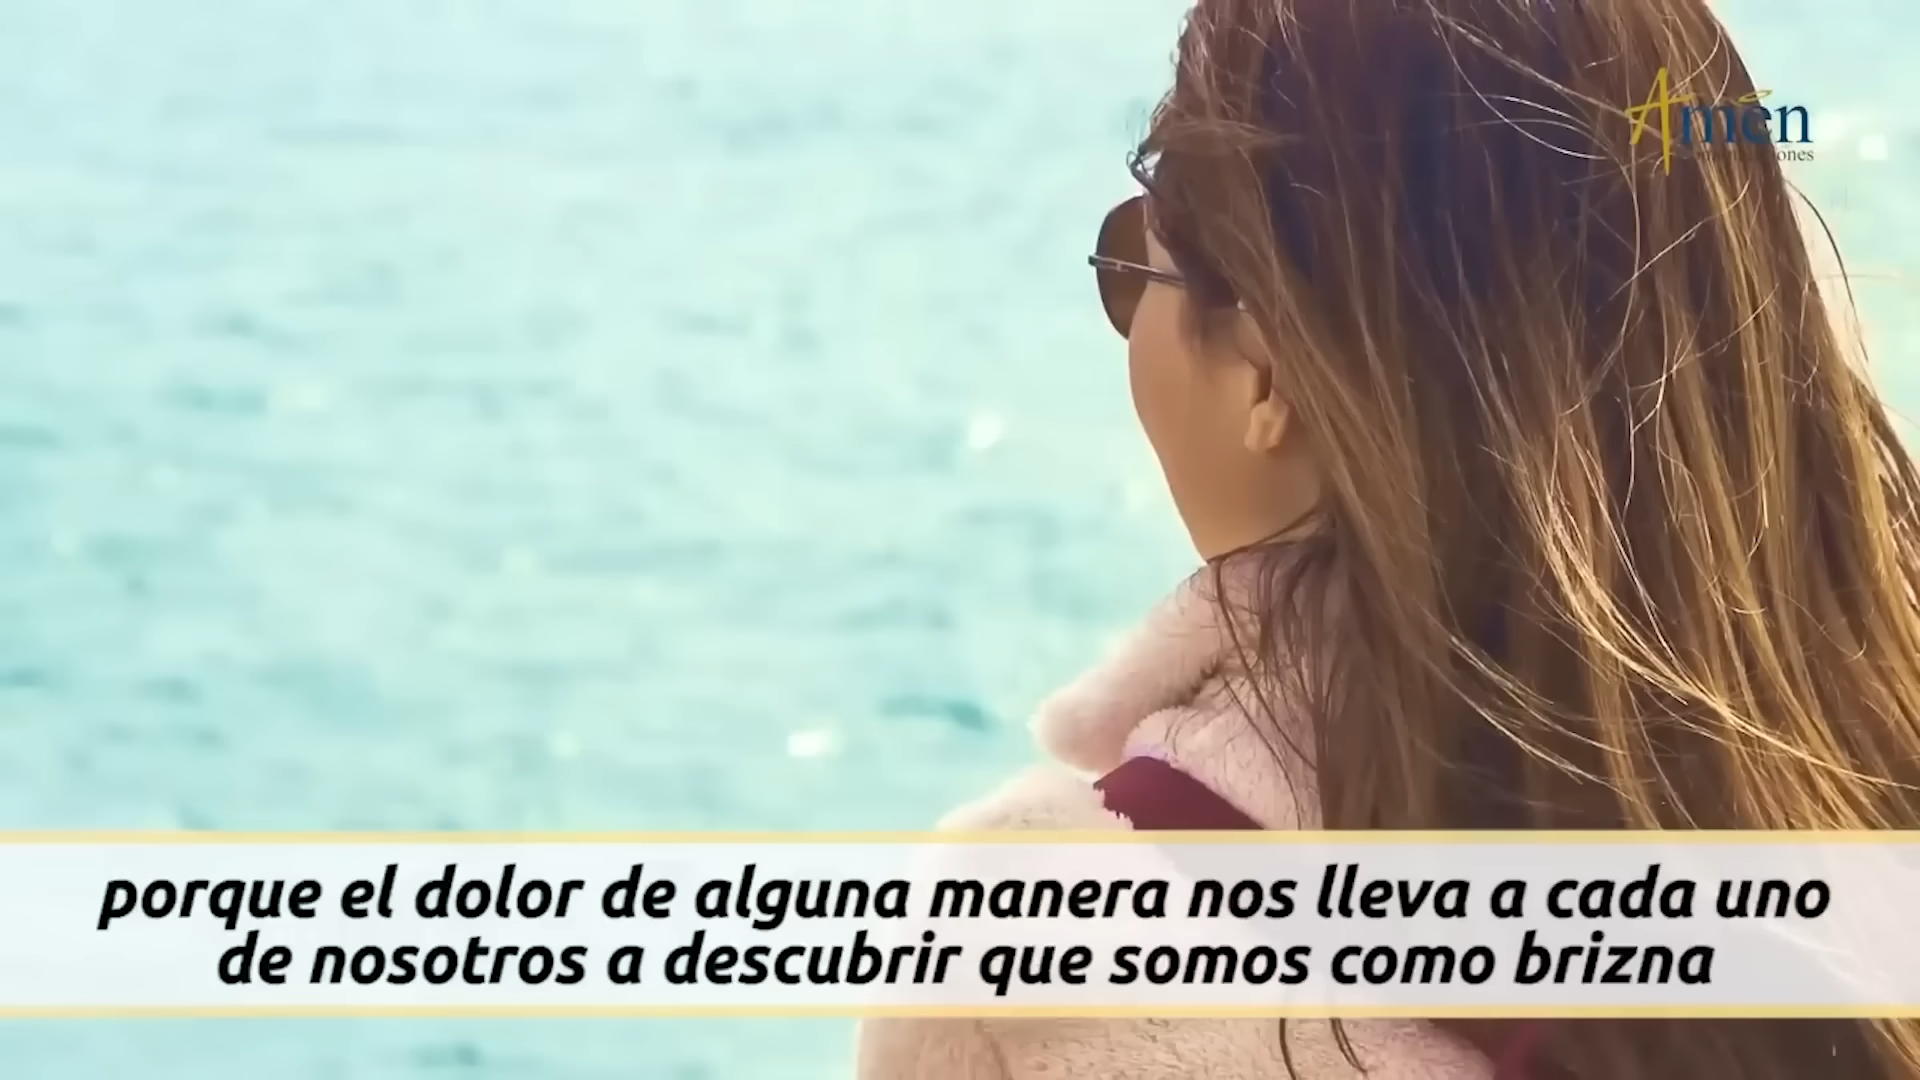 Amén
porque el dolor de alguna manera nos lleva a cada uno
de nosotros a descubrir que somos como brizna